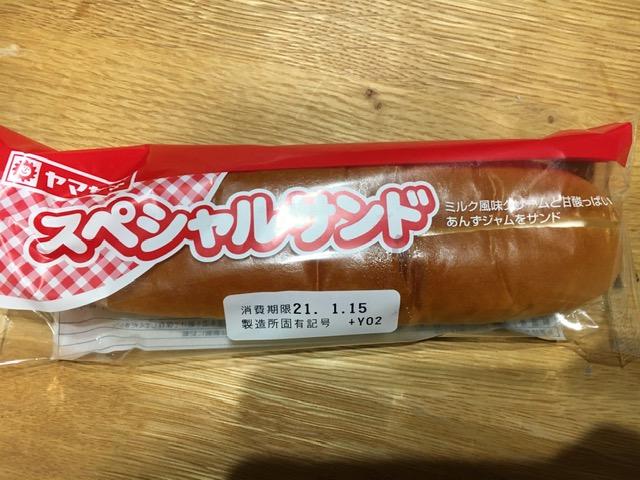 ヤマザキ
スペシャルサンド
ミルク風味クリームと甘酸っぱい
あんずジャムをサンド
消費期限21. 1.15
製造所固有記号 +Y02